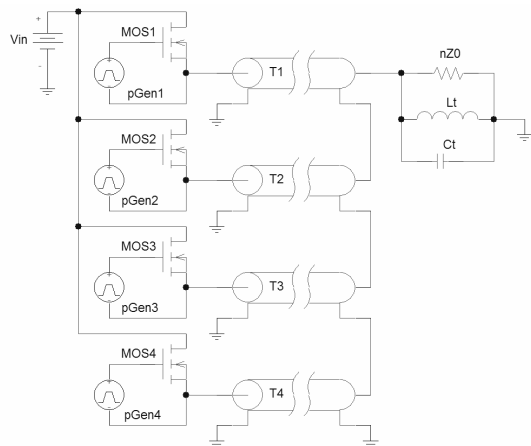 +
Vin
-
MOS1
+
-
pGen1
T1
nZ0
Lt
Ct
MOS2
+
-
pGen2
T2
MOS3
+
-
pGen3
T3
MOS4
+
-
pGen4
T4